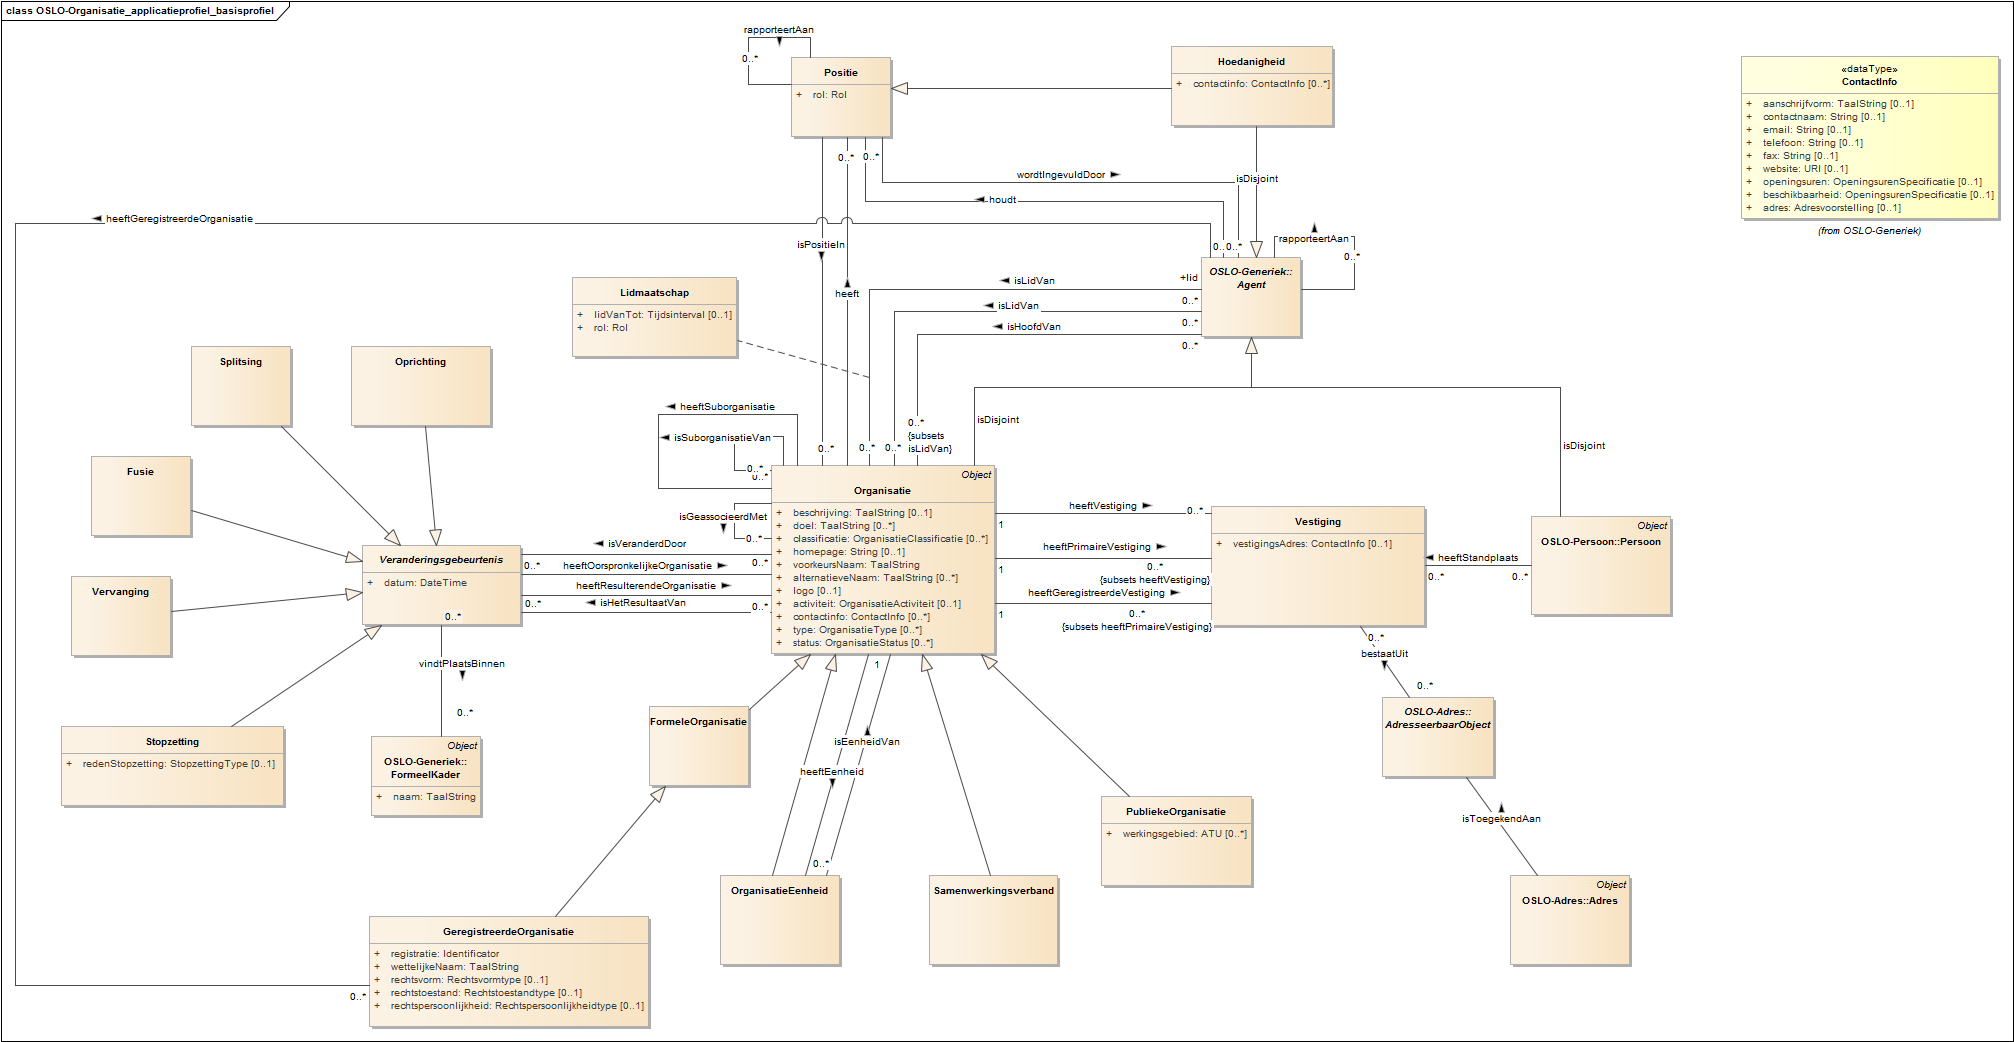 class OSLO-Organisatie_applicatieprofiel_basisprofiel
rapporteertAan
0..*
Positie
+ rol: Rol
Hoedanigheid
+ contactinfo: ContactInfo [0..*]
«dataType»
ContactInfo
+ aanschrijfvorm: TaalString [0..1]
+ contactnaam: String [0..1]
+ email: String [0..1]
+ telefoon: String [0..1]
+ fax: String [0..1]
+ website: URI [0..1]
+ openingsuren: OpeningsurenSpecificatie [0..1]
+ beschikbaarheid: OpeningsurenSpecificatie [0..1]
+ adres: Adresvoorstelling [0..1]
(from OSLO-Generiek)
0..*
0..*
wordtIngevuldDoor
isDisjoint
houdt
heeftGeregistreerdeOrganisatie
isPositieIn
heeft
0..
0..*
rapporteertAan
0..*
OSLO-Generiek::
Agent
+lid
isLidVan
0..*
isLidVan
0..*
isHoofdVan
0..*
Lidmaatschap
+ lidVanTot: Tijdsinterval [0..1]
+ rol: Rol
Splitsing
Oprichting
Fusie
Vervanging
heeftSuborganisatie
isSuborganisatieVan
0..*
0..*
0..*
0..*
0..*
0..*
{subsets
isLidVan}
isDisjoint
isDisjoint
isGeassocieerdMet
0..*
Object
Organisatie
+ beschrijving: TaalString [0..1]
+ doel: TaalString [0..*]
+ classificatie: OrganisatieClassificatie [0..*]
+ homepage: String [0..1]
+ voorkeursNaam: TaalString
+ alternatieveNaam: TaalString [0..*]
+ logo [0..1]
+ activiteit: OrganisatieActiviteit [0..1]
+ contactinfo: ContactInfo [0..*]
+ type: OrganisatieType [0..*]
+ status: OrganisatieStatus [0..*]
Veranderingsgebeurtenis
+ datum: DateTime
0..*
isVeranderdDoor
0..*
0..*
heeftOorspronkelijkeOrganisatie
heeftResulterendeOrganisatie
0..*
isHetResultaatVan
0..*
heeftVestiging
1
0..*
heeftPrimaireVestiging
1
0..*
{subsets heeftVestiging}
heeftGeregistreerdeVestiging
1
0..*
{subsets heeftPrimaireVestiging}
Vestiging
+ vestigingsAdres: ContactInfo [0..1]
heeftStandplaats
0..*
0..*
Object
OSLO-Persoon::Persoon
0..*
bestaatUit
0..*
OSLO-Adres::
AdresseerbaarObject
isToegekendAan
Object
OSLO-Adres::Adres
vindtPlaatsBinnen
0..*
Object
OSLO-Generiek::
FormeelKader
+ naam: TaalString
Stopzetting
+ redenStopzetting: StopzettingType [0..1]
FormeleOrganisatie
1
isEenheidVan
heeftEenheid
0..*
OrganisatieEenheid
Samenwerkingsverband
PubliekeOrganisatie
+ werkingsgebied: ATU [0..*]
GeregistreerdeOrganisatie
+ registratie: Identificator
+ wettelijkeNaam: TaalString
+ rechtsvorm: Rechtsvormtype [0..1]
+ rechtstoestand: Rechtstoestandtype [0..1]
+ rechtspersoonlijkheid: Rechtspersoonlijkheidtype [0..1]
0..*